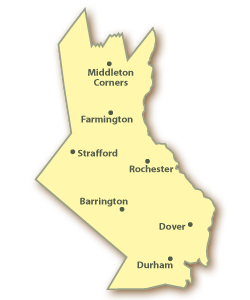 Middleton
Corners
Farmington
Strafford
Rochester
Barrington
Dover
Durham